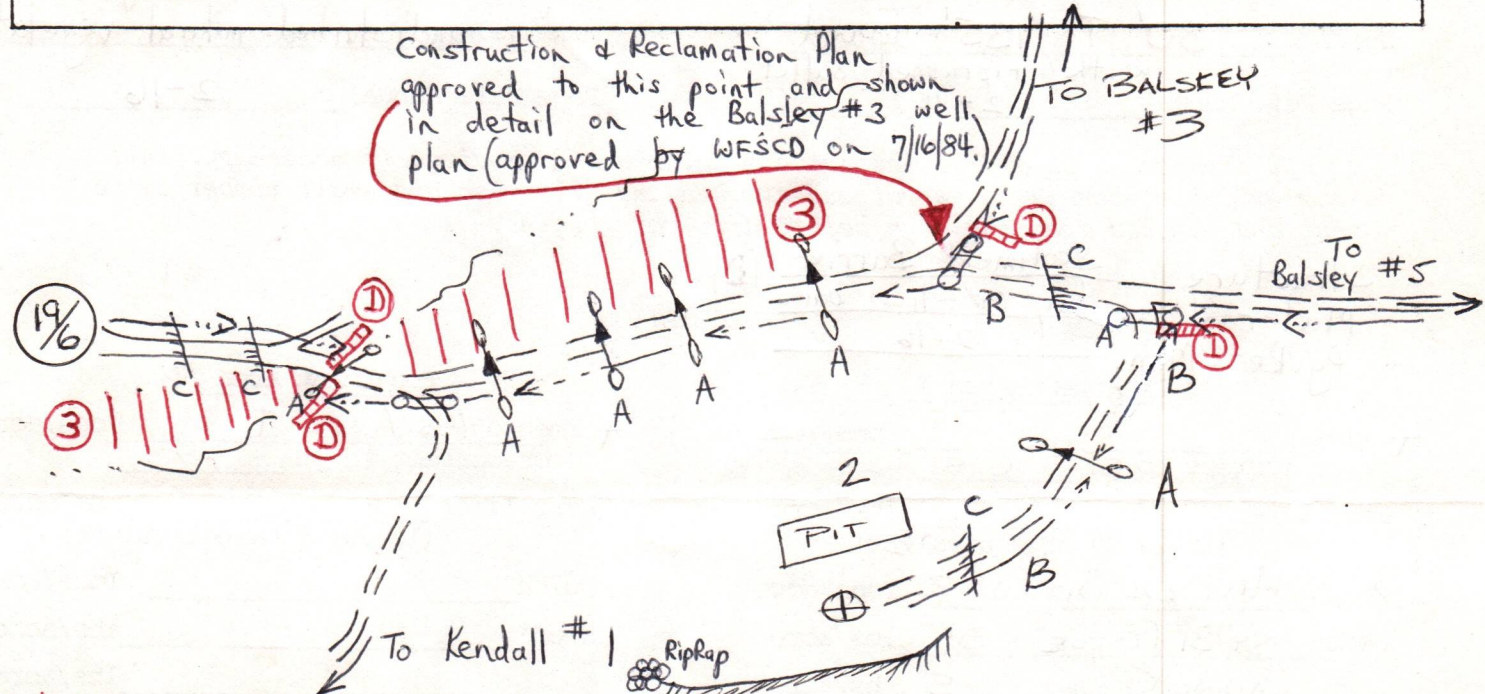 Construction & Reclamation Plan
approved to this point and shown
in detail on the Balsley #3 well
plan (approved by WFSCD on 7/16/84.)
TO BALSLEY
#3
3
D
C
To
Balsley #5
19/6
D
B
A
D
C
C
A
A
A
A
B
3
D
A
2
PIT
C
A
B
To Kendall #1
RipRap